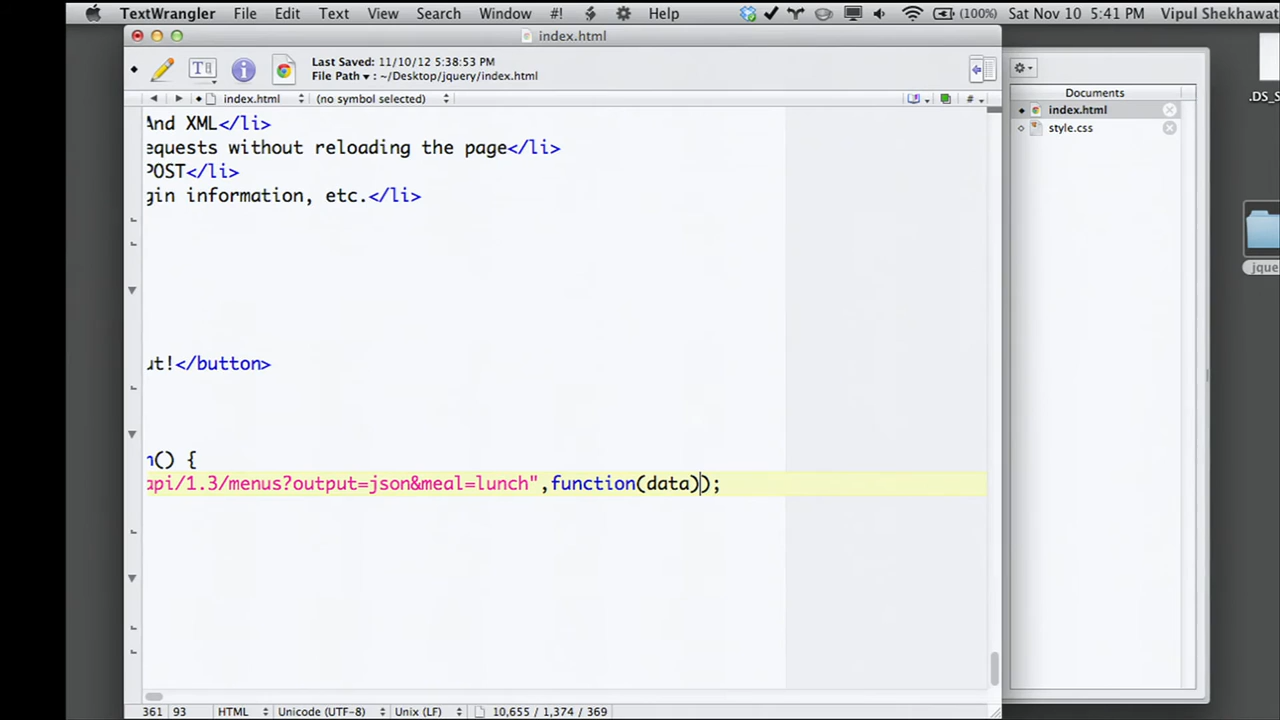 TextWrangler File Edit Text View Search Window #! Help (100%) Sat Nov 10 5:41 PM Vipul Shekhawat
index.html
Last Saved: 11/10/12 5:38:53 PM
File Path ▾ : ~/Desktop/jquery/index.html
index.html (no symbol selected) #
Documents
index.html
style.css
.DS_S
jque
And XML</li>
equests without reloading the page</li>
POST</li>
gin information, etc.</li>
ut!</button>
n() {
api/1.3/menus?output=json&meal=lunch",function(data));
361 93 HTML Unicode (UTF-8) Unix (LF) 10,655 / 1,374 / 369